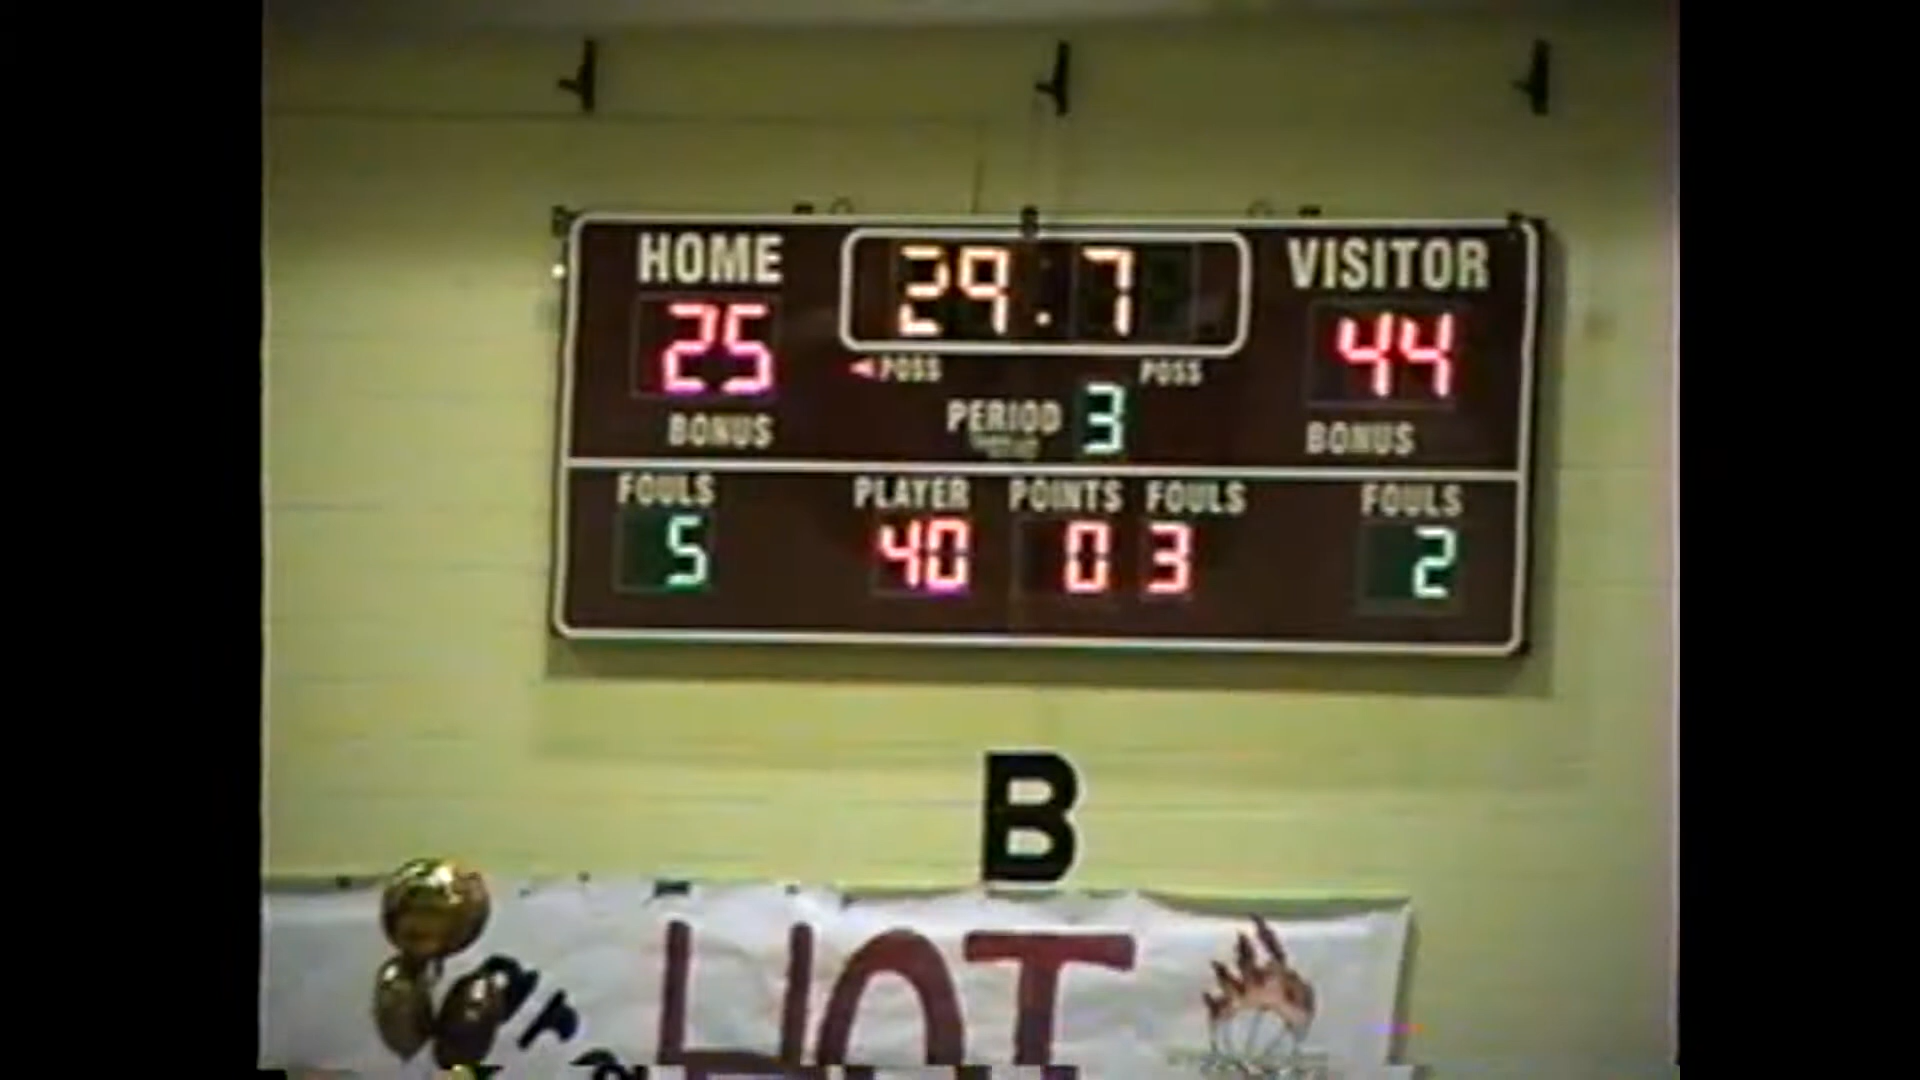 HOME 29.7 VISITOR
25 44
POSS POSS
PERIOD 3
BONUS BONUS
FOULS PLAYER POINTS FOULS FOULS
5 40 0 3 2
B
HOT